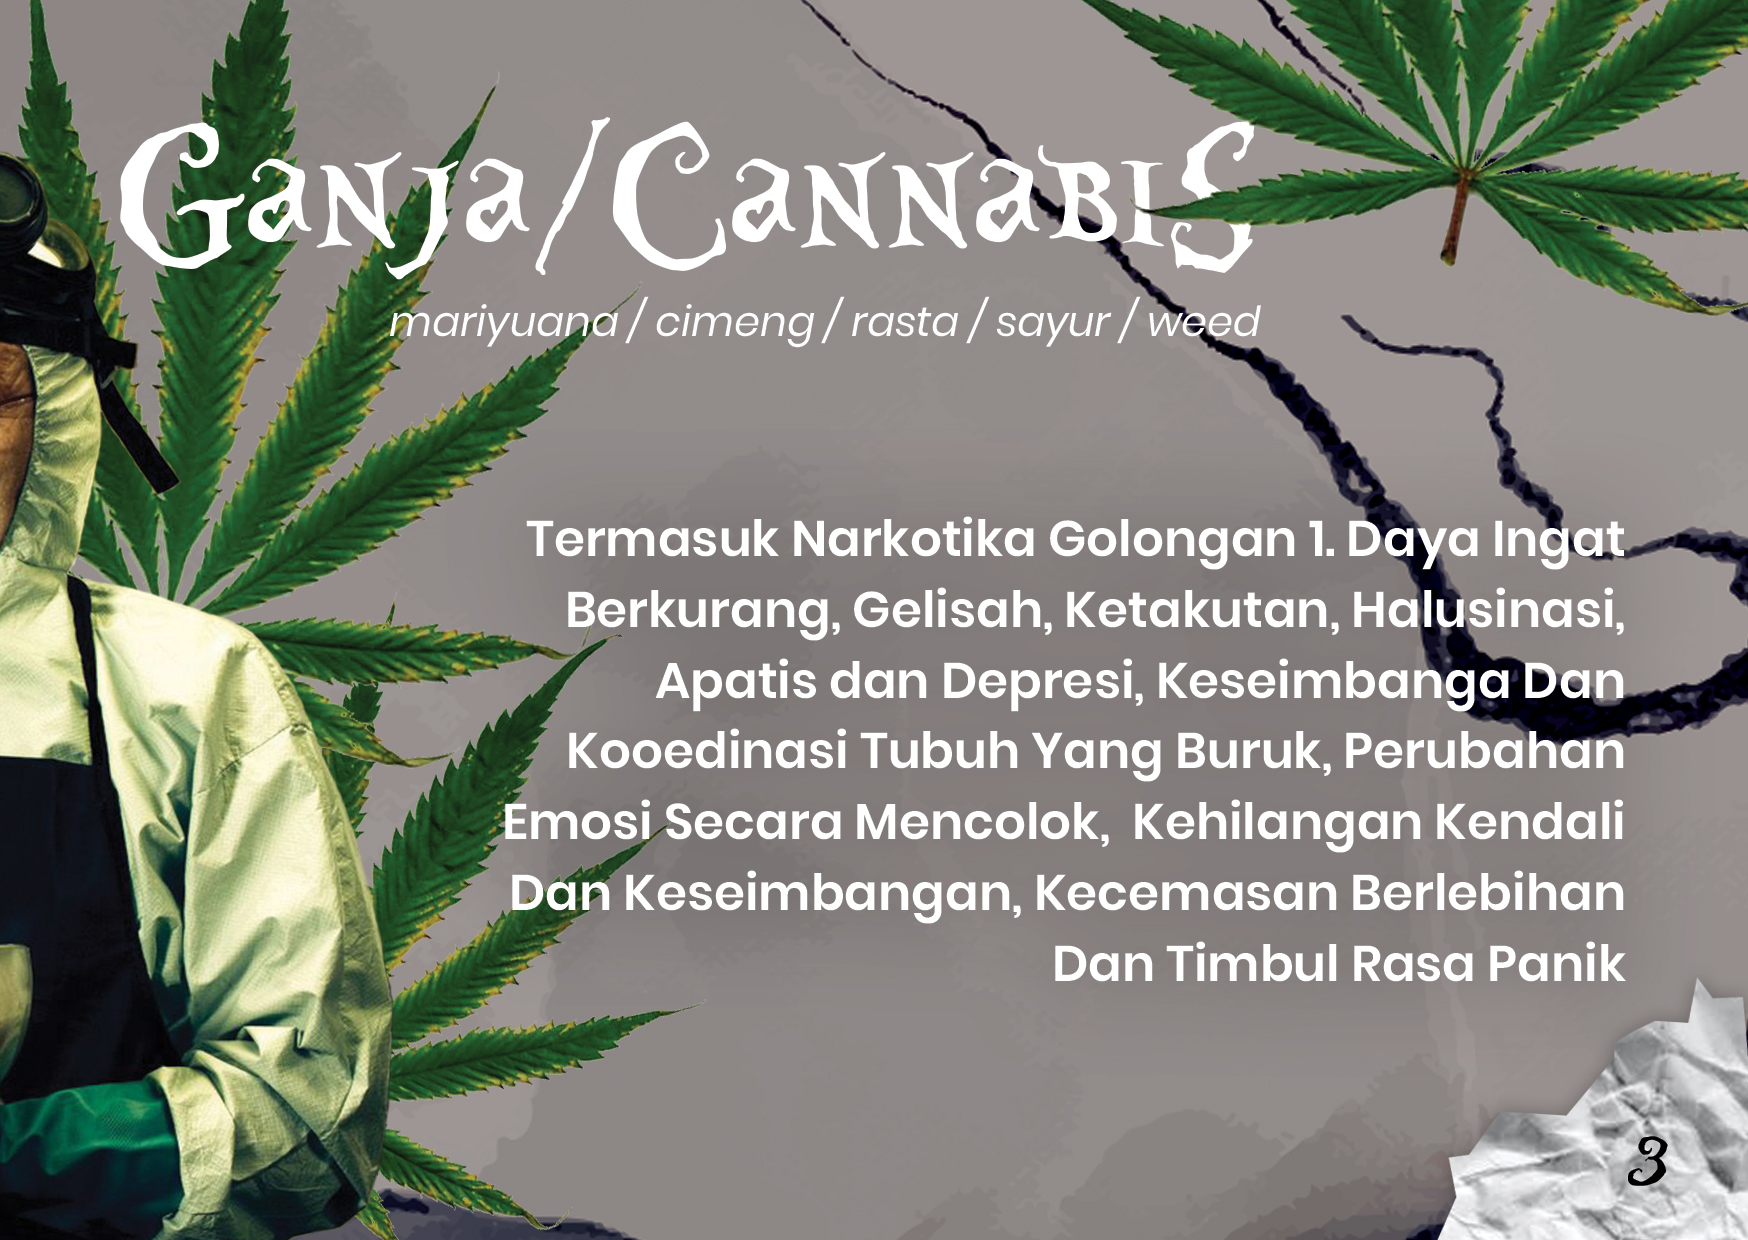 Ganja/Cannabis
mariyuana / cimeng / rasta / sayur / weed
Termasuk Narkotika Golongan 1. Daya Ingat
Berkurang, Gelisah, Ketakutan, Halusinasi,
Apatis dan Depresi, Keseimbanga Dan
Kooedinasi Tubuh Yang Buruk, Perubahan
Emosi Secara Mencolok,  Kehilangan Kendali
Dan Keseimbangan, Kecemasan Berlebihan
Dan Timbul Rasa Panik
3